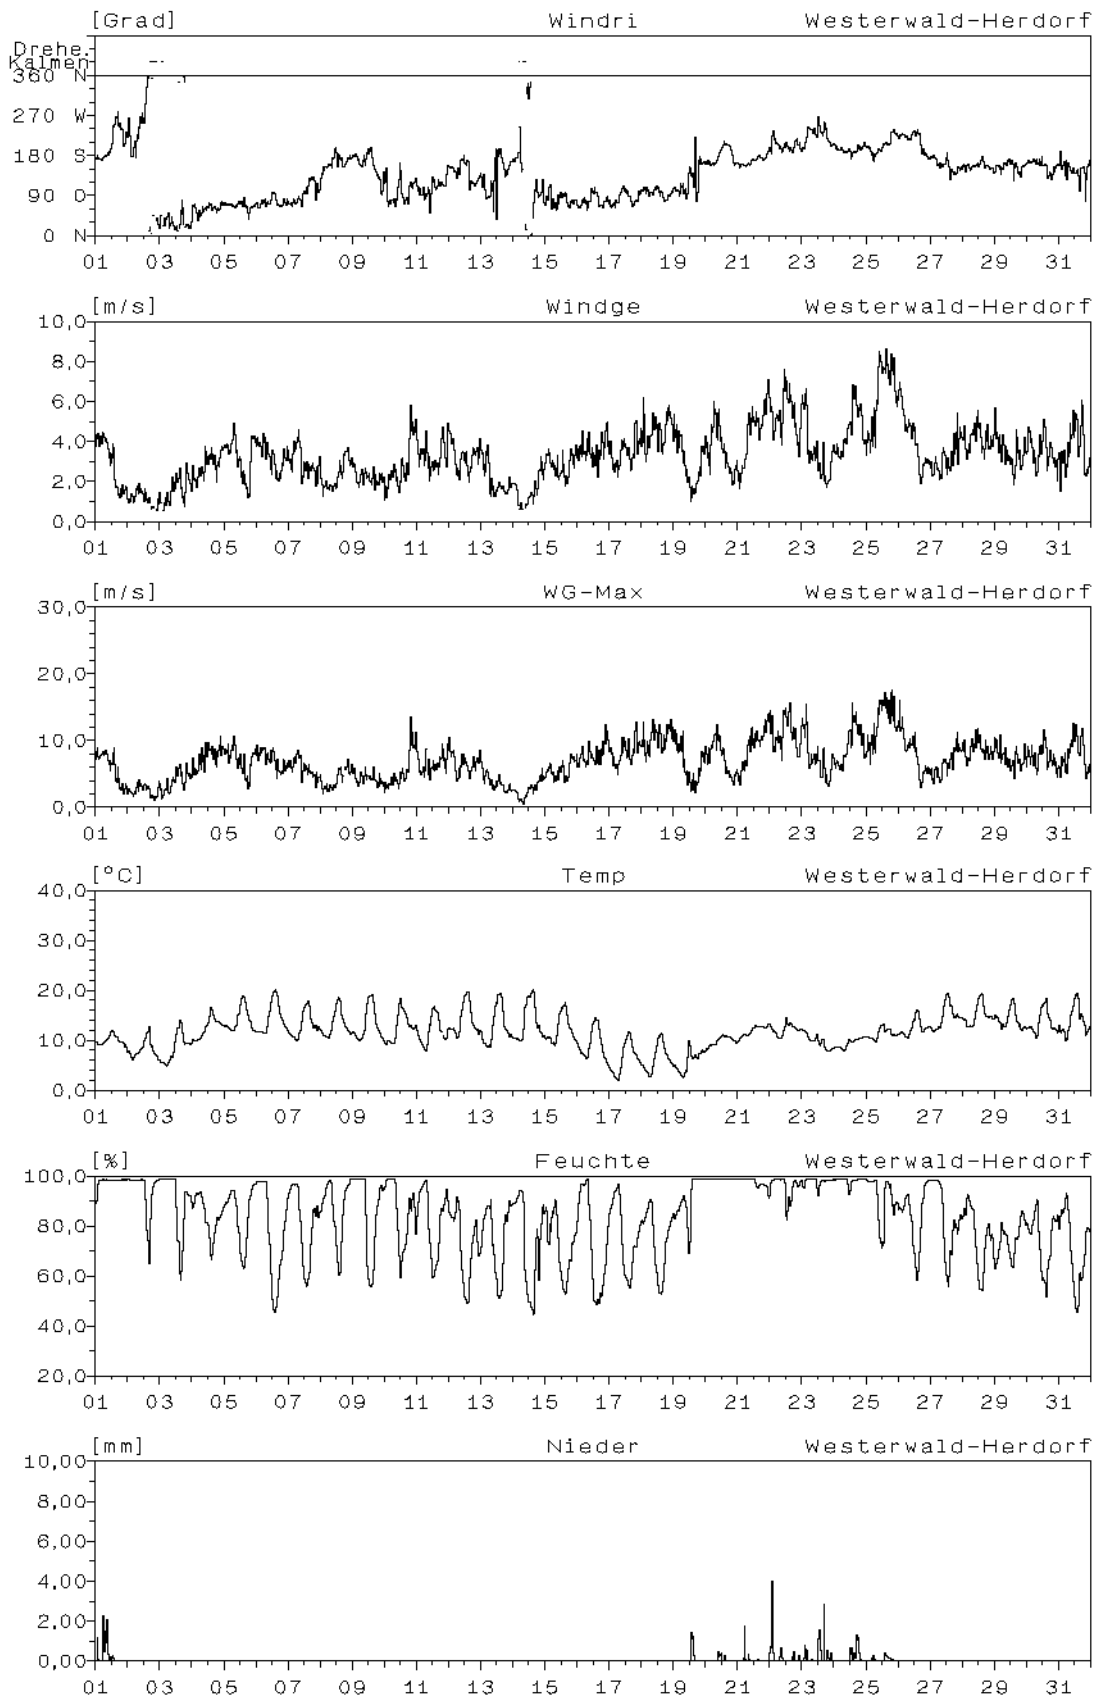 [Grad] Windri Westerwald-Herdorf
Drehe.
Kalmen
360 N
270 W
180 S
90 O
0 N
01 03 05 07 09 11 13 15 17 19 21 23 25 27 29 31
[m/s] Windge Westerwald-Herdorf
10,0
8,0
6,0
4,0
2,0
0,0
01 03 05 07 09 11 13 15 17 19 21 23 25 27 29 31
[m/s] WG-Max Westerwald-Herdorf
30,0
20,0
10,0
0,0
01 03 05 07 09 11 13 15 17 19 21 23 25 27 29 31
[°C] Temp Westerwald-Herdorf
40,0
30,0
20,0
10,0
0,0
01 03 05 07 09 11 13 15 17 19 21 23 25 27 29 31
[%] Feuchte Westerwald-Herdorf
100,0
80,0
60,0
40,0
20,0
01 03 05 07 09 11 13 15 17 19 21 23 25 27 29 31
[mm] Nieder Westerwald-Herdorf
10,00
8,00
6,00
4,00
2,00
0,00
01 03 05 07 09 11 13 15 17 19 21 23 25 27 29 31